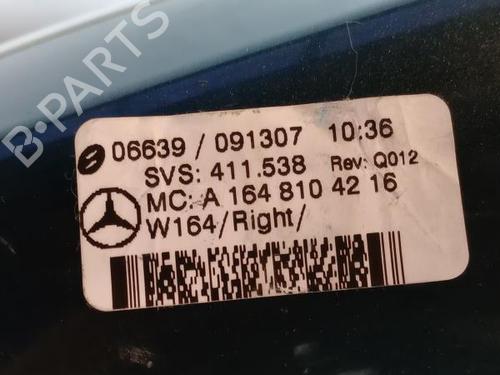 B-PARTS
06639 / 091307 10:36
SVS: 411.538 Rev: Q012
MC: A 164 810 42 16
W164/Right/